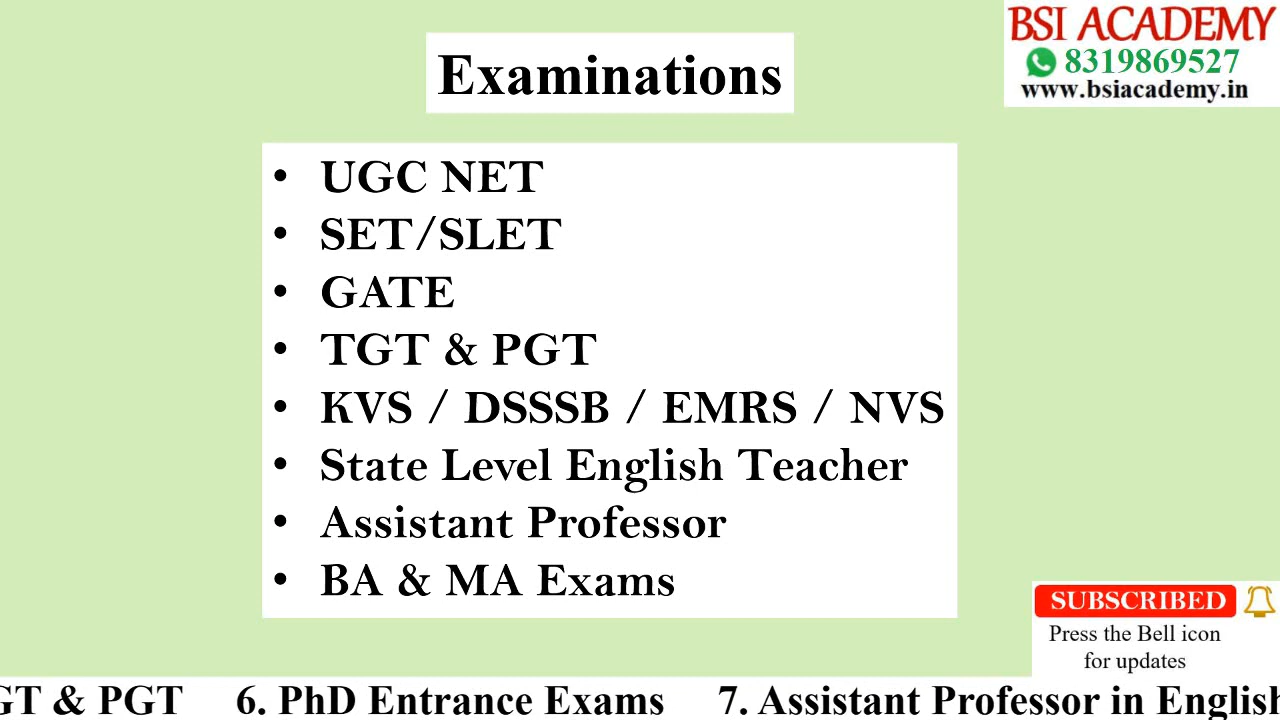 BSI ACADEMY
8319869527
www.bsiacademy.in
Examinations
• UGC NET
• SET/SLET
• GATE
• TGT & PGT
• KVS / DSSSB / EMRS / NVS
• State Level English Teacher
• Assistant Professor
• BA & MA Exams
SUBSCRIBED
Press the Bell icon
for updates
GT & PGT 6. PhD Entrance Exams 7. Assistant Professor in English